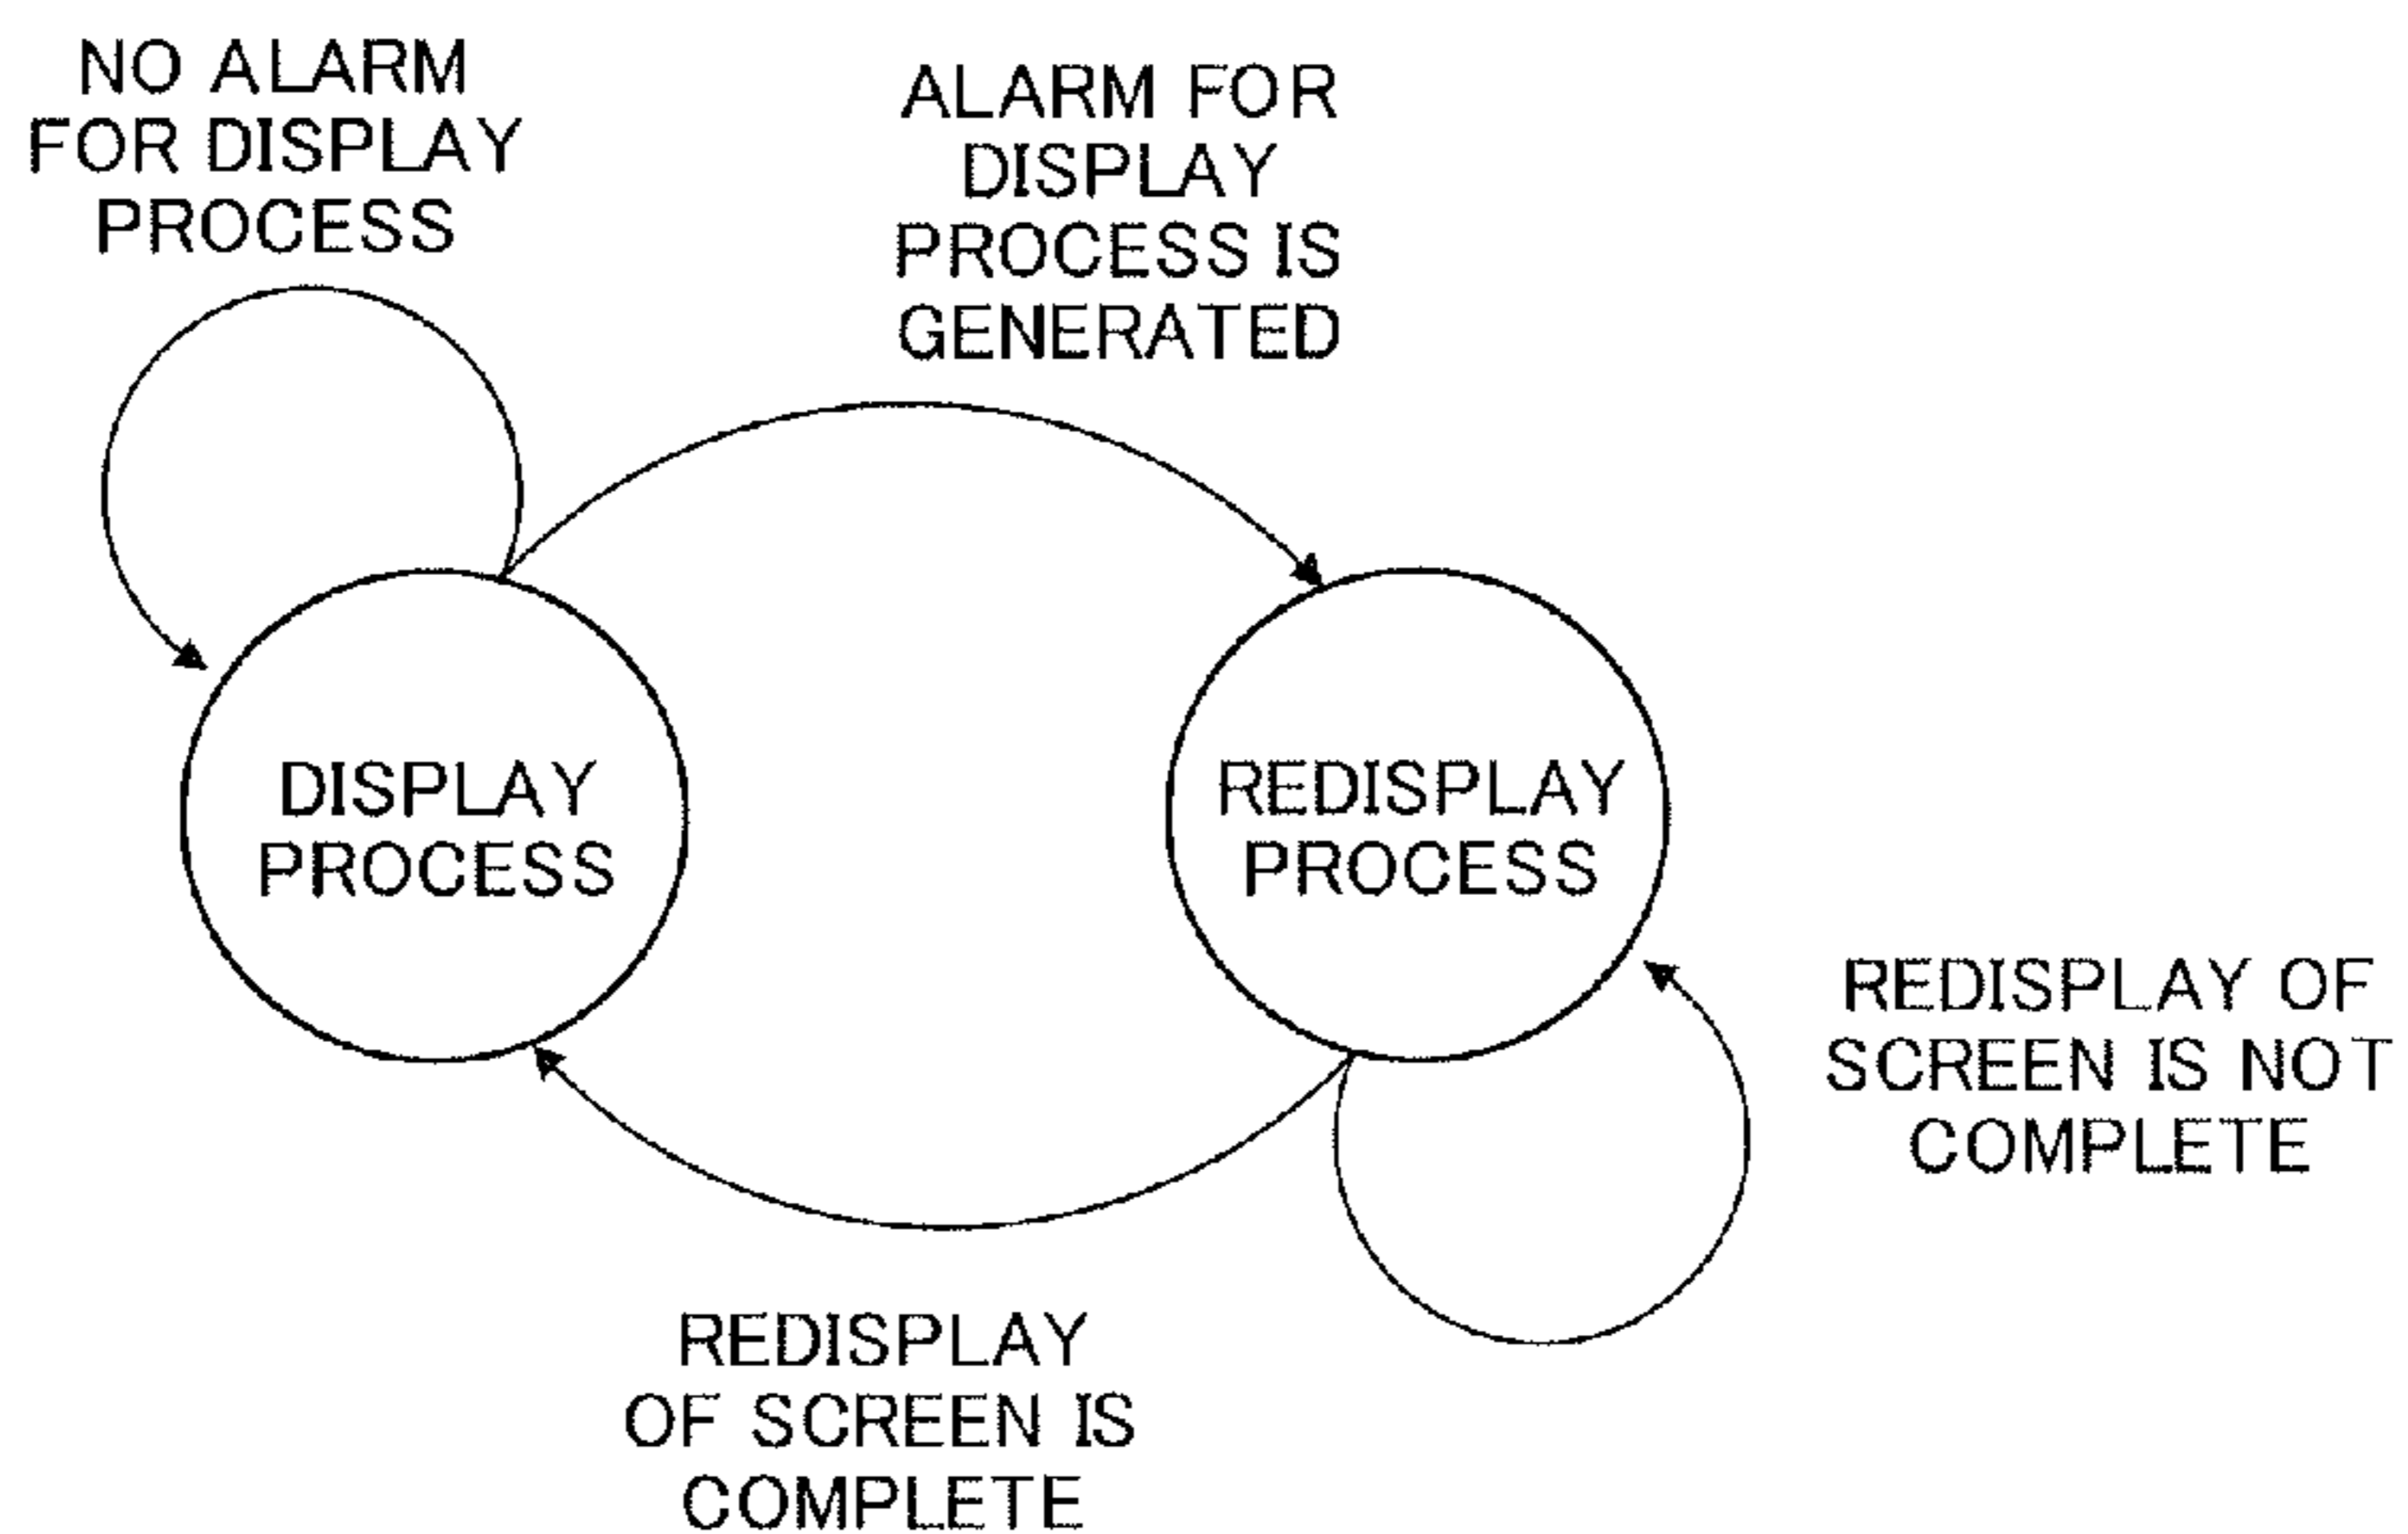 NO ALARM
FOR DISPLAY
PROCESS
ALARM FOR
DISPLAY
PROCESS IS
GENERATED
DISPLAY
PROCESS
REDISPLAY
PROCESS
REDISPLAY OF
SCREEN IS NOT
COMPLETE
REDISPLAY
OF SCREEN IS
COMPLETE